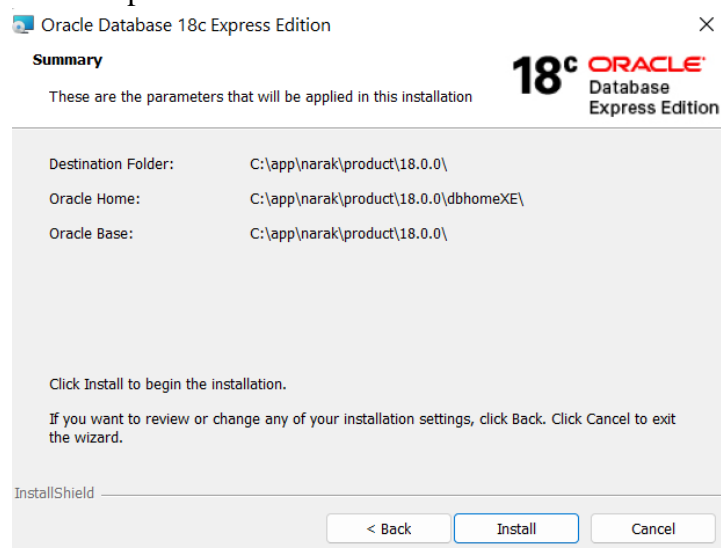 Oracle Database 18c Express Edition
Summary
These are the parameters that will be applied in this installation
18c ORACLE
Database
Express Edition
Destination Folder: C:\app\narak\product\18.0.0\
Oracle Home: C:\app\narak\product\18.0.0\dbhomeXE\
Oracle Base: C:\app\narak\product\18.0.0\
Click Install to begin the installation.
If you want to review or change any of your installation settings, click Back. Click Cancel to exit
the wizard.
InstallShield
< Back Install Cancel